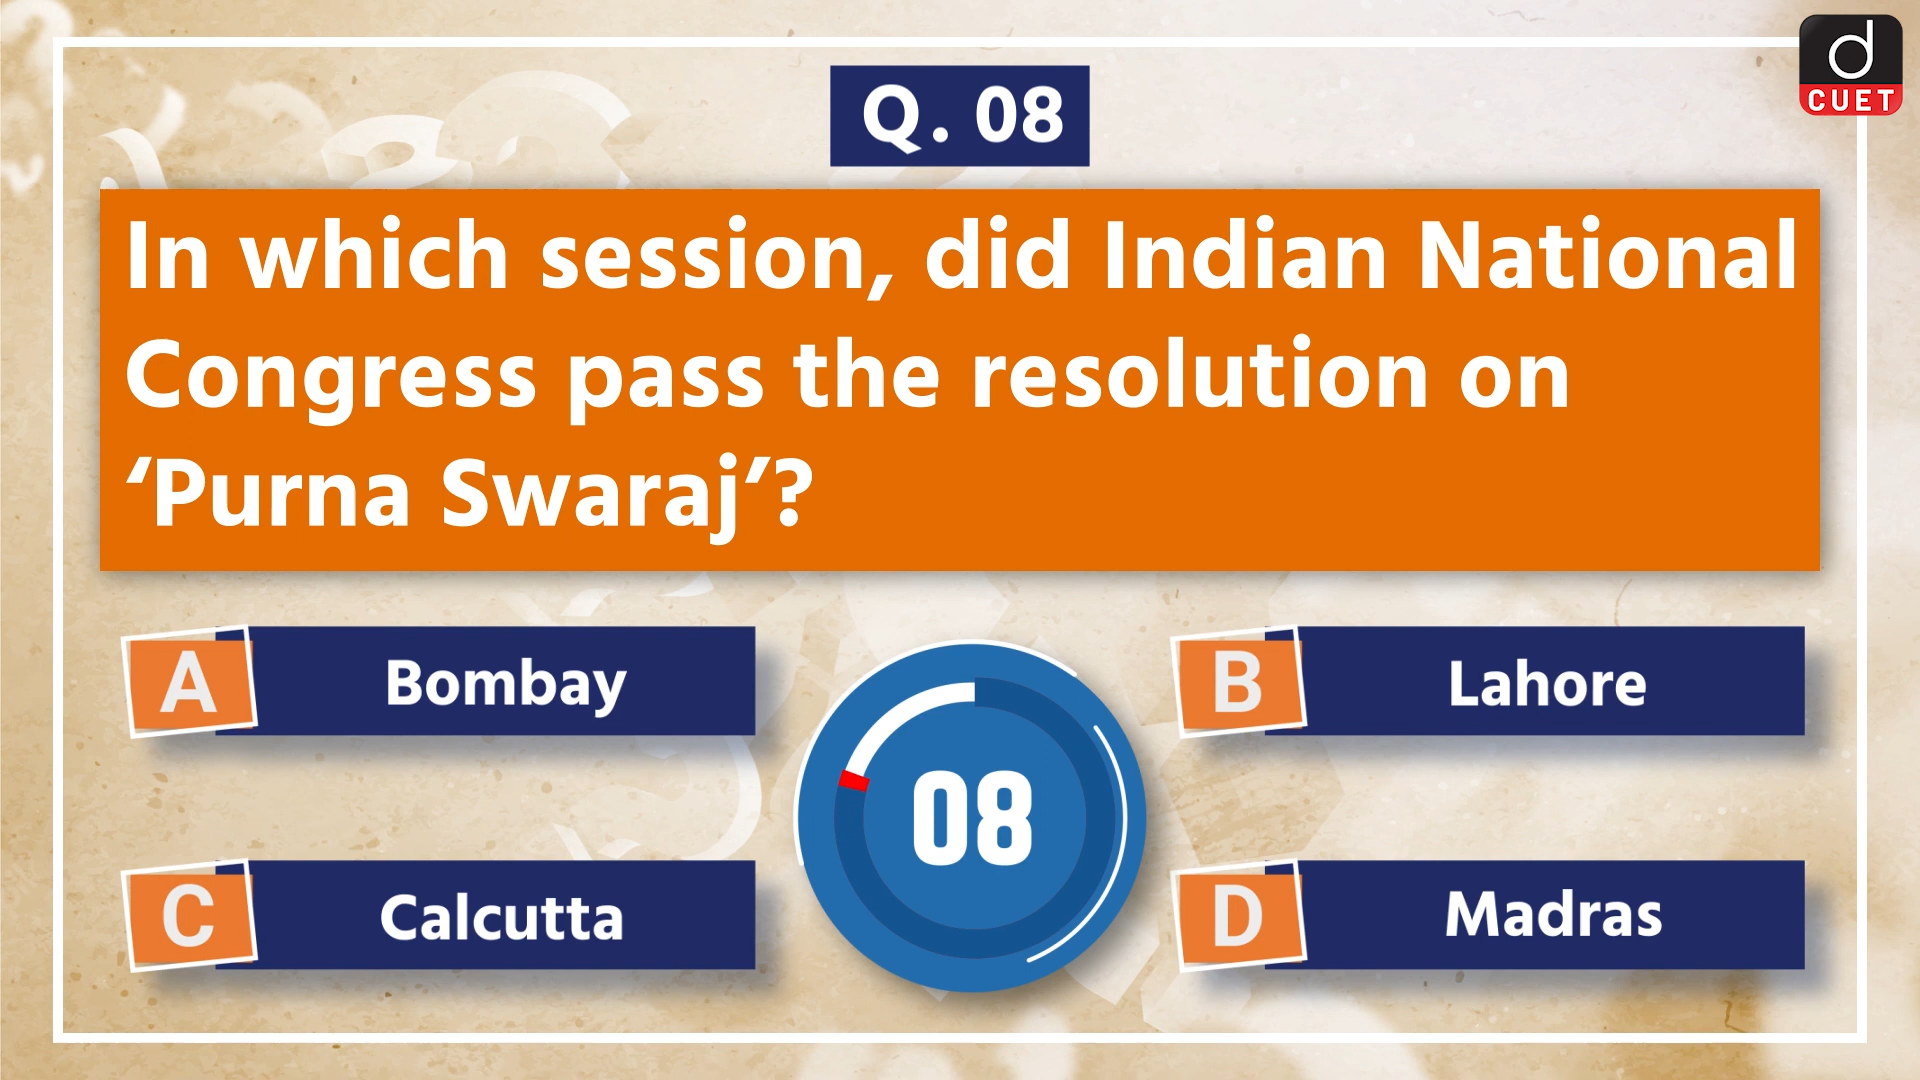 d
CUET
Q. 08
In which session, did Indian National
Congress pass the resolution on
‘Purna Swaraj’?
A Bombay
B Lahore
08
C Calcutta
D Madras